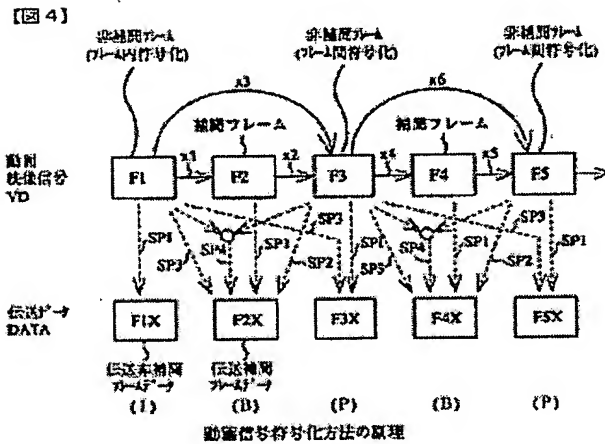 【図4】
非補間フレーム 非補間フレーム 非補間フレーム
(フレーム内符号化) (フレーム間符号化) (フレーム間符号化)
x3 x6
補間フレーム 補間フレーム
動画
映像信号
VD
F1 x1 F2 x2 F3 x4 F4 x5 F5
SP1 SP3 SP4 SP1 SP2 SP3 SP1 SP3 SP4 SP1 SP2 SP3 SP1
伝送データ
DATA
F1X F2X F3X F4X F5X
伝送非補間 伝送補間
フレームデータ フレームデータ
(I) (B) (P) (B) (P)
動画信号符号化方法の原理